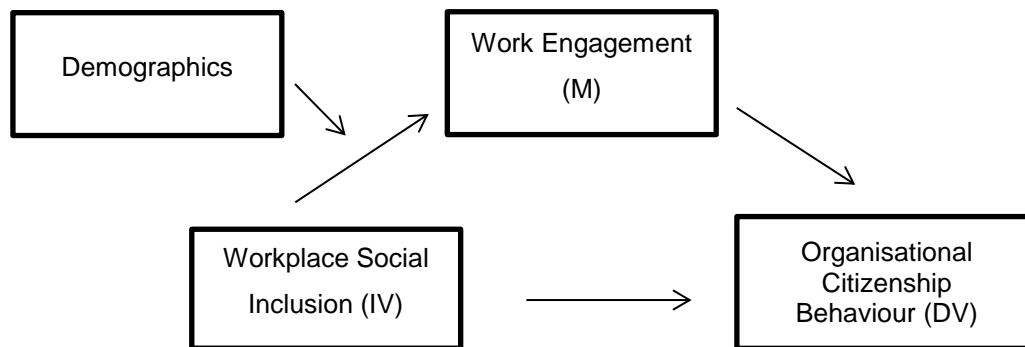 Demographics
Work Engagement
(M)
Workplace Social
Inclusion (IV)
Organisational
Citizenship
Behaviour (DV)